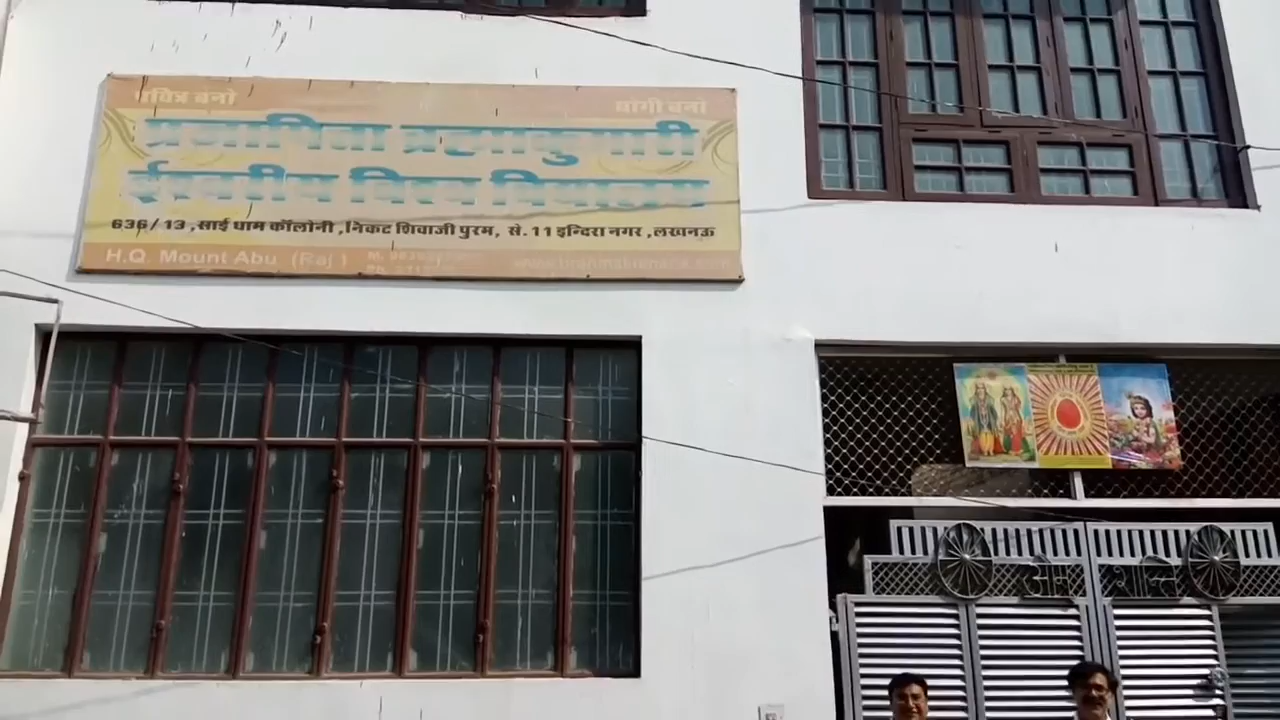 पवित्र बनो
योगी बनो
प्रजापिता ब्रह्माकुमारी
ईश्वरीय विश्व विद्यालय
636/13 ,साई धाम कॉलोनी ,निकट शिवाजी पुरम, से.11 इन्दिरा नगर ,लखनऊ
H.Q. Mount Abu (Raj )
M.
Ph.